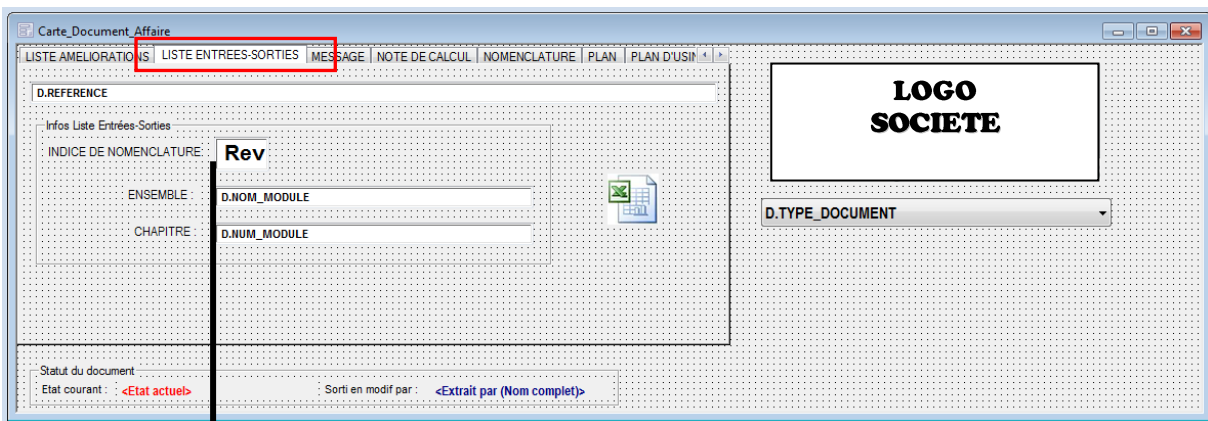 Carte_Document_Affaire
LISTE AMELIORATIONS LISTE ENTREES-SORTIES MESSAGE NOTE DE CALCUL NOMENCLATURE PLAN PLAN D'USIN
D.REFERENCE
LOGO
SOCIETE
Infos Liste Entrées-Sorties
INDICE DE NOMENCLATURE: Rev
ENSEMBLE : D.NOM_MODULE
D.TYPE_DOCUMENT
CHAPITRE : D.NUM_MODULE
Statut du document
Etat courant : <Etat actuel> Sorti en modif par : <Extrait par (Nom complet)>